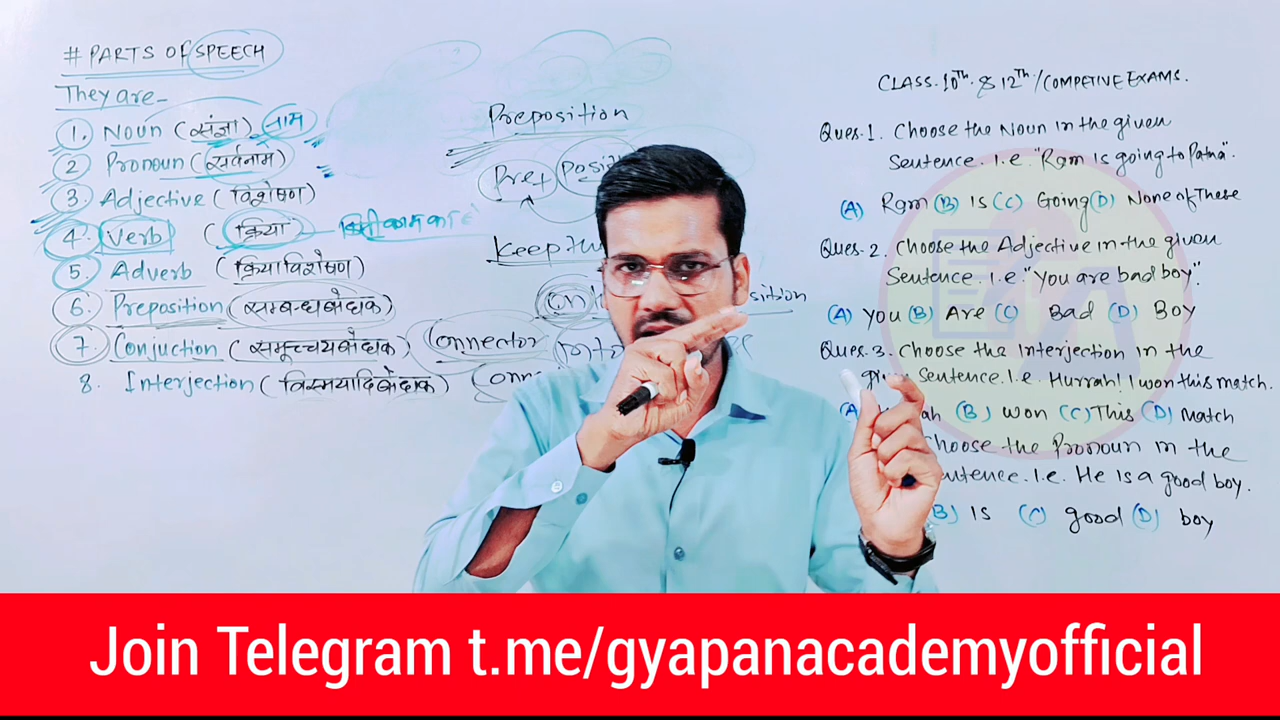 # PARTS OF SPEECH
They are -
1. Noun (संज्ञा) नाम
2 Pronoun (सर्वनाम)
3. Adjective (विशेषण)
4. Verb (क्रिया)
5. Adverb (क्रियाविशेषण)
6. Preposition (सम्बन्धबोधक)
7. Conjuction (समूच्चयबोधक) (Connector
8. Interjection (विस्मयादिबोधक)
Preposition
Pre+
Keep
sition
CLASS. 10TH & 12TH / COMPETIVE EXAMS.
Ques. 1. Choose the Noun in the given
Sentence. I.e "Ram is going to Patna".
(A) Ram (B) Is (C) Going (D) None of These
Ques. 2. Choose the Adjective in the given
Sentence. I.e "You are bad boy".
(A) You (B) Are (C) Bad (D) Boy
Ques. 3. Choose the Interjection in the
Sentence. I.e. Hurrah! I won this match.
(B) Won (C) This (D) Match
hoose the Pronoun in the
entence. I.e. He is a good boy.
B) Is (C) good (D) boy
Join Telegram t.me/gyapanacademyofficial